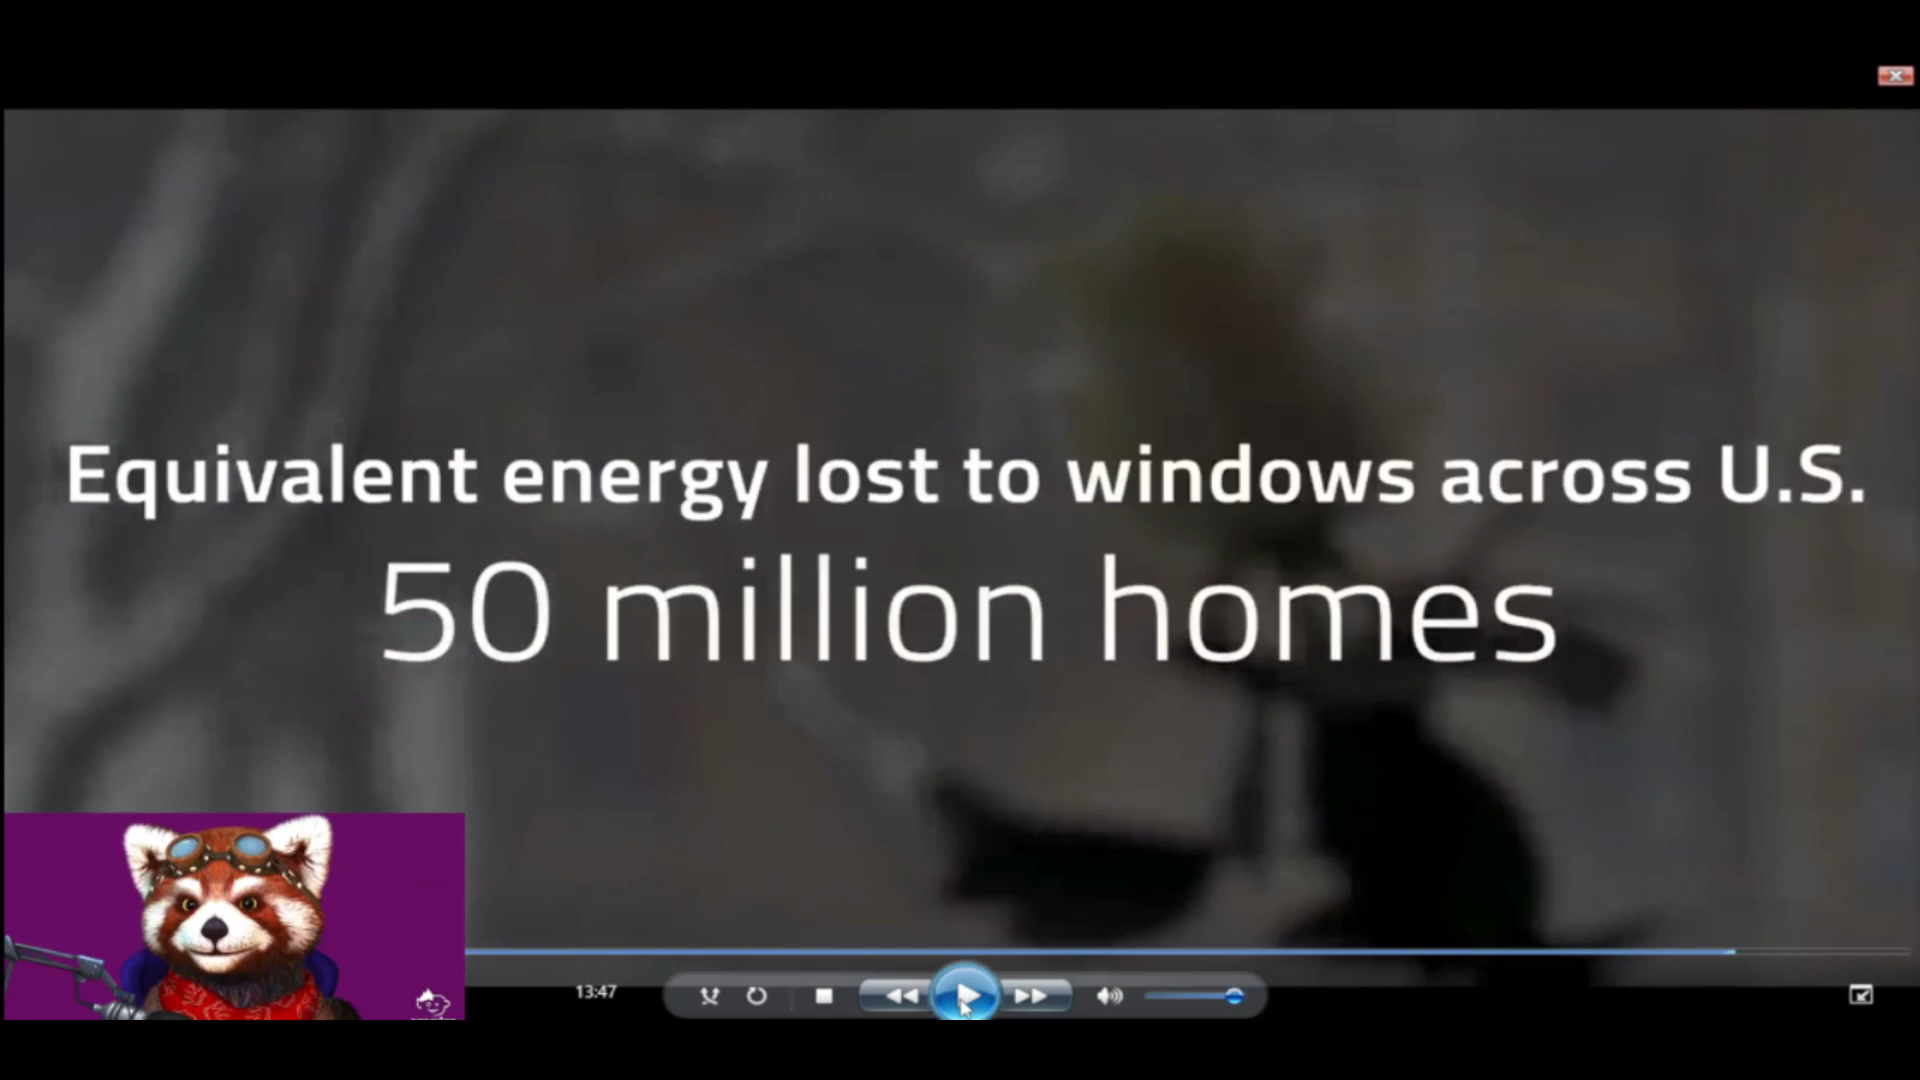 Equivalent energy lost to windows across U.S.
50 million homes
13:47